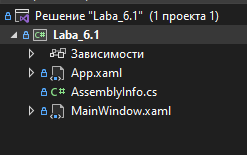 Решение "Laba_6.1" (1 проекта 1)
Laba_6.1
Зависимости
App.xaml
AssemblyInfo.cs
MainWindow.xaml